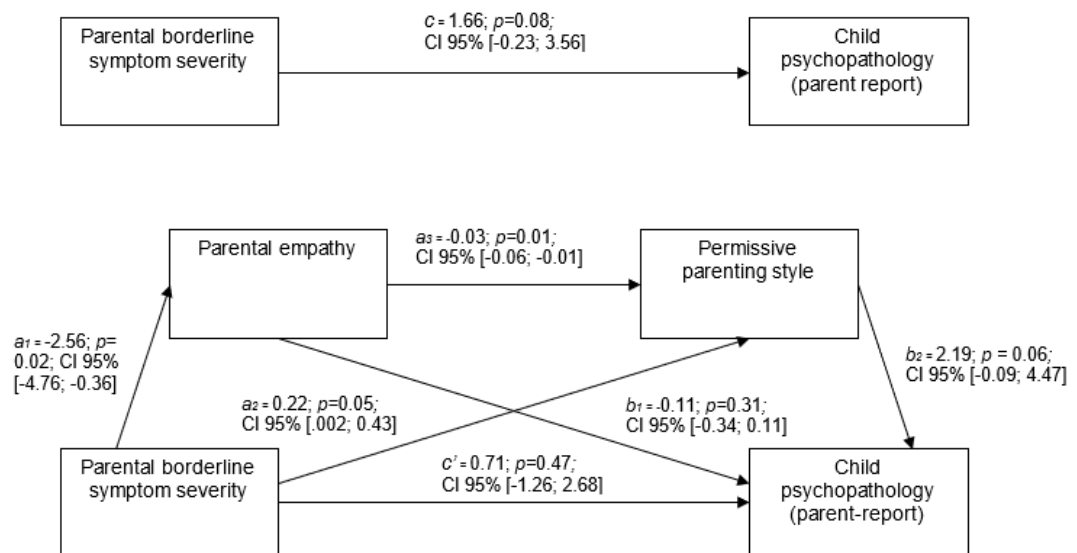 Parental borderline
symptom severity
c = 1.66; p=0.08;
CI 95% [-0.23; 3.56]
Child
psychopathology
(parent report)
Parental empathy
a₃ = -0.03; p=0.01;
CI 95% [-0.06; -0.01]
Permissive
parenting style
a₁ = -2.56; p=
0.02; CI 95%
[-4.76; -0.36]
a₂ = 0.22; p=0.05;
CI 95% [.002; 0.43]
b₁ = -0.11; p=0.31;
CI 95% [-0.34; 0.11]
b₂ = 2.19; p = 0.06;
CI 95% [-0.09; 4.47]
Parental borderline
symptom severity
c' = 0.71; p=0.47;
CI 95% [-1.26; 2.68]
Child
psychopathology
(parent-report)